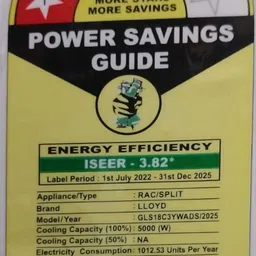 MORE STARS
MORE SAVINGS
POWER SAVINGS
GUIDE
ENERGY EFFICIENCY
ISEER - 3.82*
Label Period : 1st July 2022 - 31st Dec 2025
Appliance/Type : RAC/SPLIT
Brand : LLOYD
Model/Year : GLS18C3YWADS/2025
Cooling Capacity (100%) : 5000 (W)
Cooling Capacity (50%) : NA
Electricity Consumption : 1012.53 Units Per Year